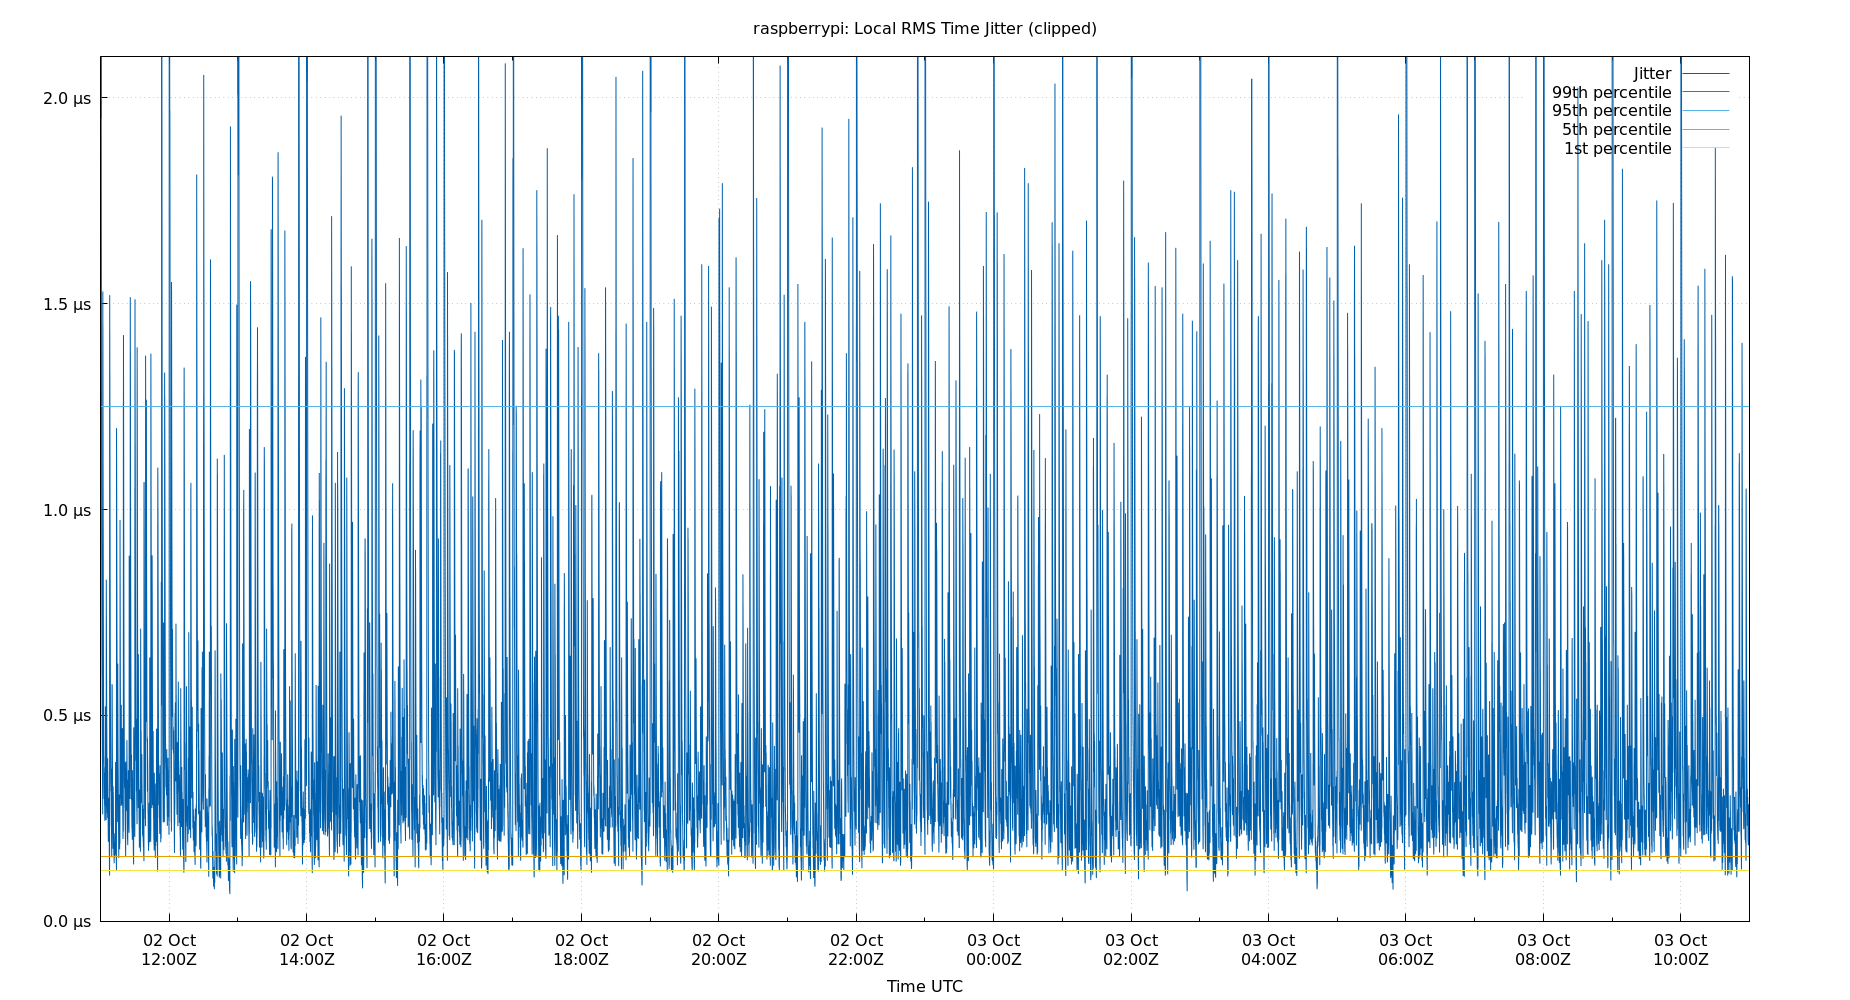 raspberrypi: Local RMS Time Jitter (clipped)
Jitter
99th percentile
95th percentile
5th percentile
1st percentile
2.0 µs
1.5 µs
1.0 µs
0.5 µs
0.0 µs
02 Oct 02 Oct 02 Oct 02 Oct 02 Oct 02 Oct 03 Oct 03 Oct 03 Oct 03 Oct 03 Oct 03 Oct
12:00Z 14:00Z 16:00Z 18:00Z 20:00Z 22:00Z 00:00Z 02:00Z 04:00Z 06:00Z 08:00Z 10:00Z
Time UTC